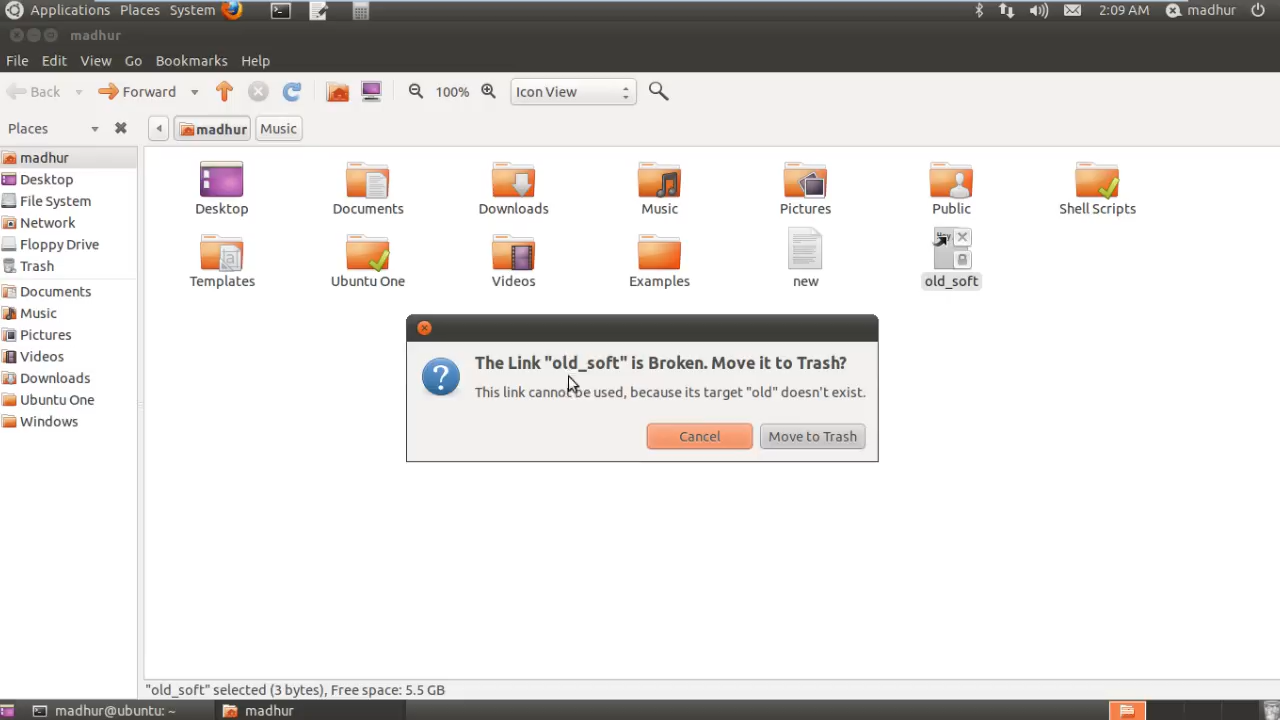 Applications Places System 2:09 AM madhur
madhur
File Edit View Go Bookmarks Help
Back Forward 100% Icon View
Places madhur Music
madhur
Desktop
File System
Network
Floppy Drive
Trash
Documents
Music
Pictures
Videos
Downloads
Ubuntu One
Windows
Desktop Documents Downloads Music Pictures Public Shell Scripts
Templates Ubuntu One Videos Examples new old_soft
The Link "old_soft" is Broken. Move it to Trash?
This link cannot be used, because its target "old" doesn't exist.
Cancel Move to Trash
"old_soft" selected (3 bytes), Free space: 5.5 GB
madhur@ubuntu: ~ madhur